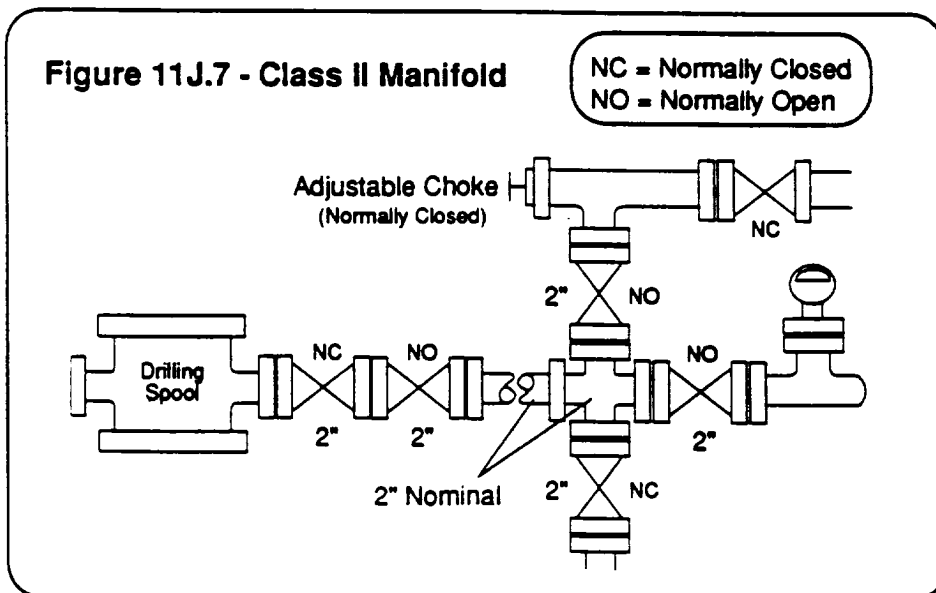 Figure 11J.7 - Class II Manifold
NC = Normally Closed
NO = Normally Open
Adjustable Choke
(Normally Closed)
NC
2" NO
Drilling
Spool
NC NO
2" 2"
NO
2"
2" Nominal
2" NC